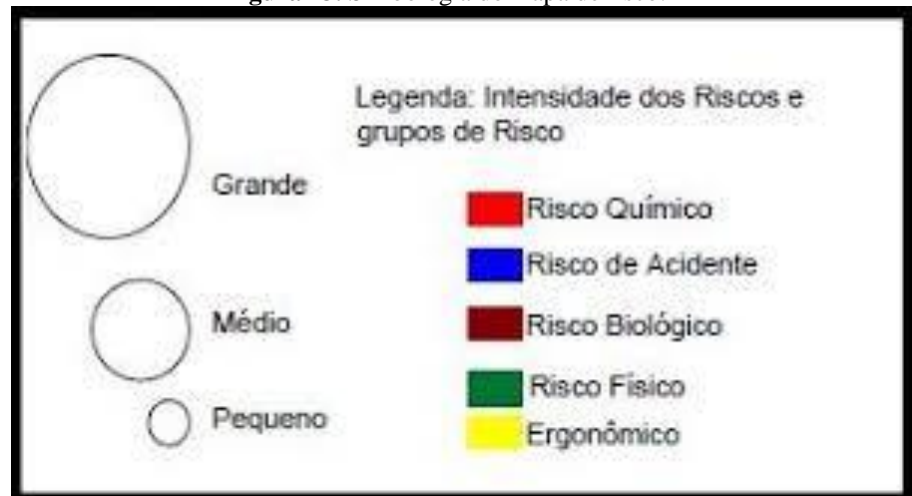 Legenda: Intensidade dos Riscos e
grupos de Risco
Grande
Médio
Pequeno
Risco Químico
Risco de Acidente
Risco Biológico
Risco Físico
Ergonômico